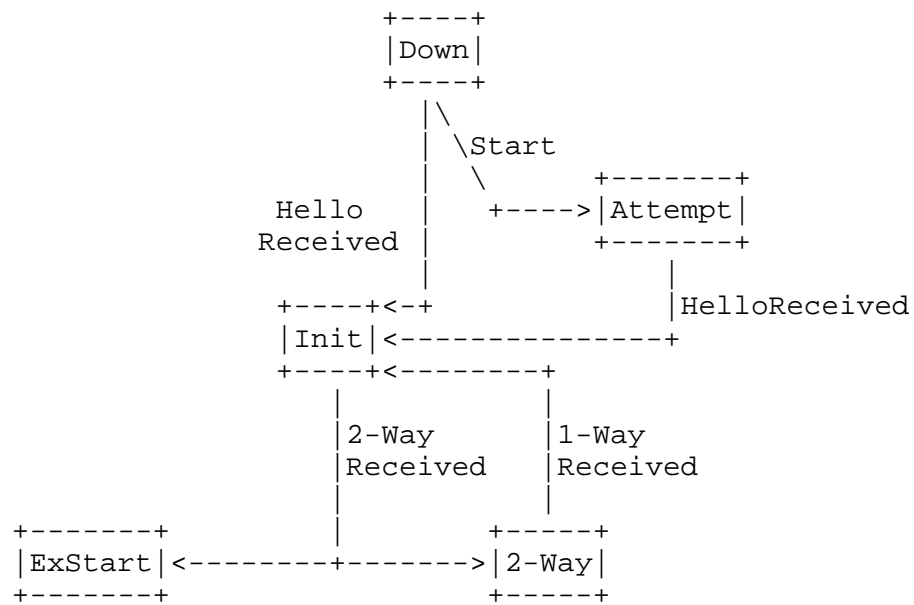 Down
Start
Attempt
Hello
Received
HelloReceived
Init
2-Way
Received
1-Way
Received
ExStart
2-Way